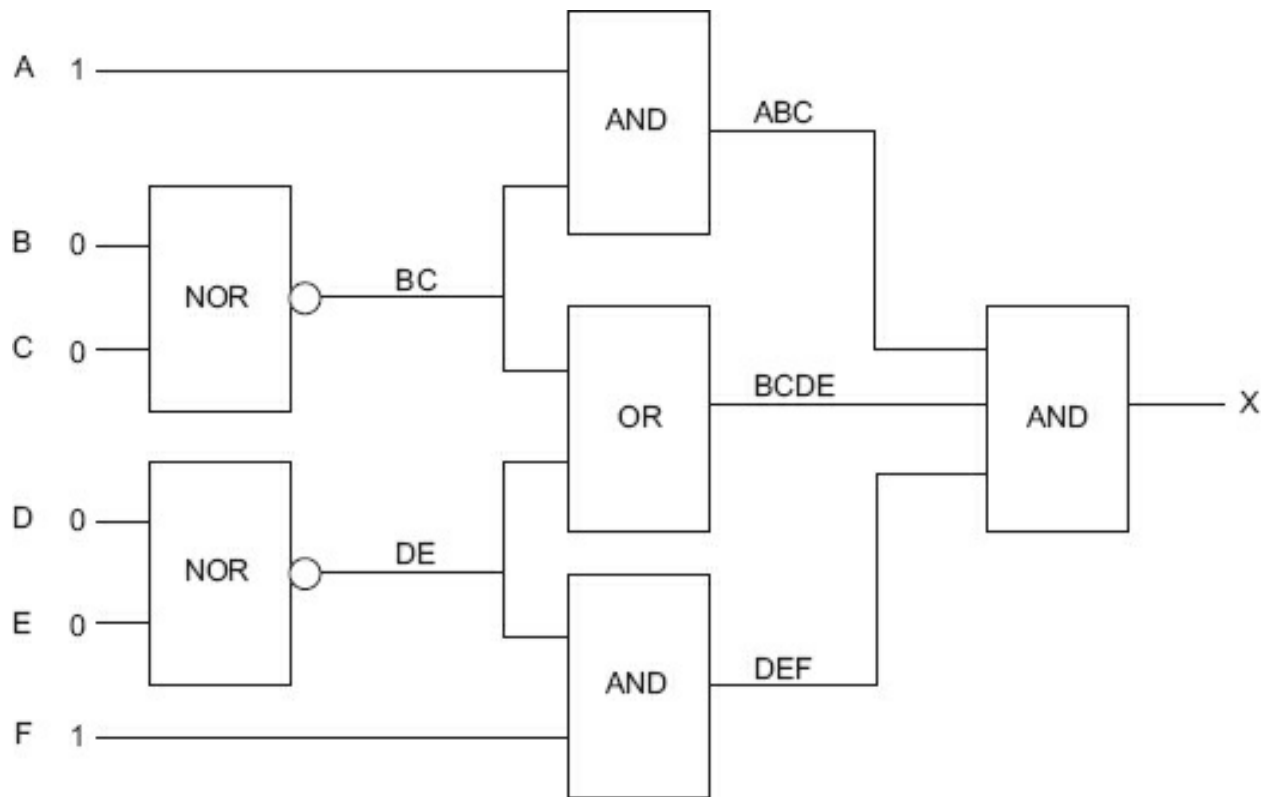 AND
A 1
ABC
B 0
NOR
BC
C 0
OR
BCDE
AND
X
D 0
NOR
DE
E 0
AND
DEF
F 1